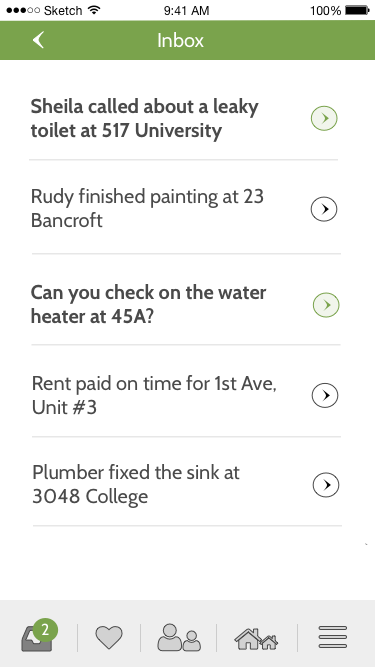 Sketch 9:41 AM 100%
Inbox
Sheila called about a leaky
toilet at 517 University
Rudy finished painting at 23
Bancroft
Can you check on the water
heater at 45A?
Rent paid on time for 1st Ave,
Unit #3
Plumber fixed the sink at
3048 College
2